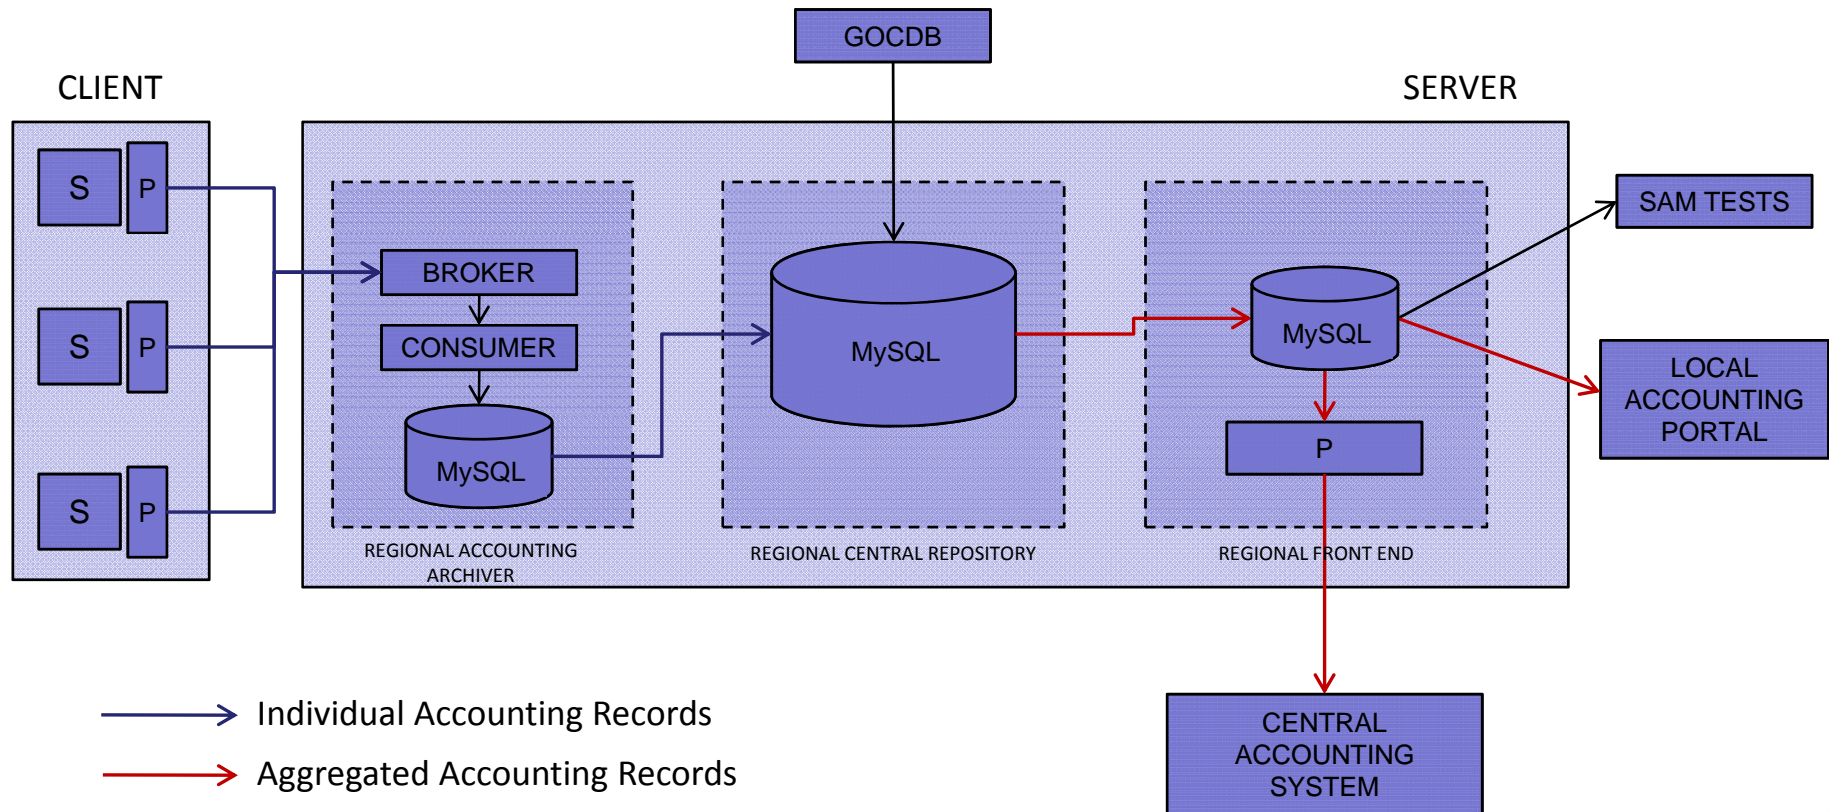 GOCDB
CLIENT
SERVER
S
P
S
P
S
P
BROKER
CONSUMER
MySQL
REGIONAL ACCOUNTING
ARCHIVER
MySQL
REGIONAL CENTRAL REPOSITORY
MySQL
P
REGIONAL FRONT END
SAM TESTS
LOCAL
ACCOUNTING
PORTAL
CENTRAL
ACCOUNTING
SYSTEM
Individual Accounting Records
Aggregated Accounting Records